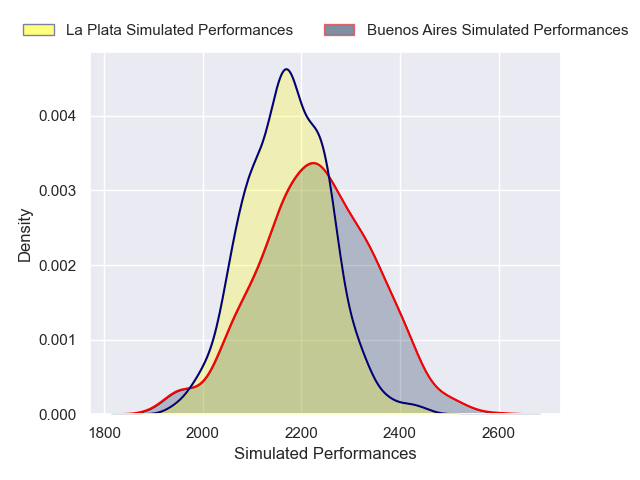 La Plata Simulated Performances Buenos Aires Simulated Performances
0.004
0.003
0.002
0.001
0.000
Density
1800 2000 2200 2400 2600
Simulated Performances